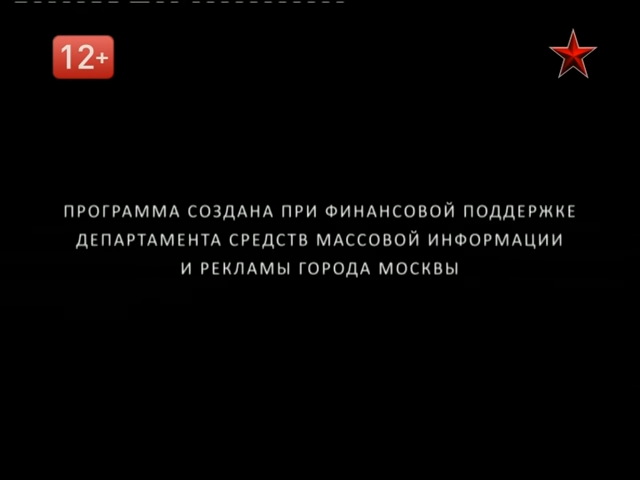 12+
ПРОГРАММА СОЗДАНА ПРИ ФИНАНСОВОЙ ПОДДЕРЖКЕ
ДЕПАРТАМЕНТА СРЕДСТВ МАССОВОЙ ИНФОРМАЦИИ
И РЕКЛАМЫ ГОРОДА МОСКВЫ